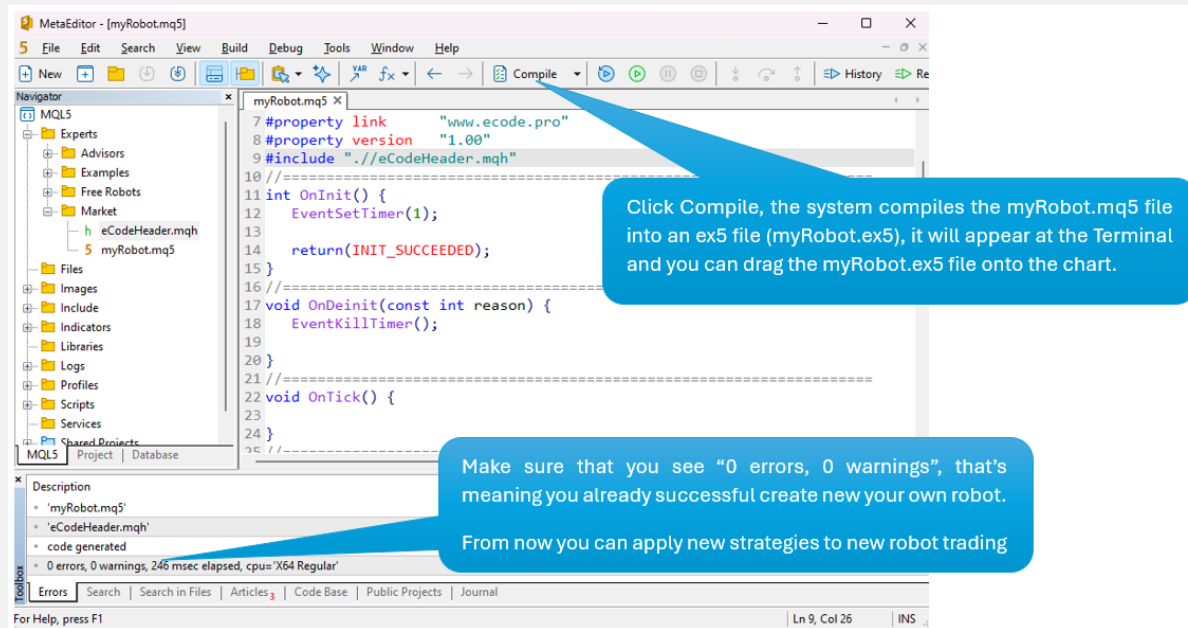 MetaEditor - [myRobot.mq5]
5 File Edit Search View Build Debug Tools Window Help
New VAR fx Compile History Re
Navigator
myRobot.mq5
MQL5
Experts
Advisors
Examples
Free Robots
Market
h eCodeHeader.mqh
5 myRobot.mq5
Files
Images
Include
Indicators
Libraries
Logs
Profiles
Scripts
Services
Shared Projects
MQL5 Project Database
7 #property link "www.ecode.pro"
8 #property version "1.00"
9 #include ".//eCodeHeader.mqh"
10 //======================================================================
11 int OnInit() {
12 EventSetTimer(1);
13
14 return(INIT_SUCCEEDED);
15 }
16 //======================================
17 void OnDeinit(const int reason) {
18 EventKillTimer();
19
20 }
21 //======================================================================
22 void OnTick() {
23
24 }
25 //====================
Click Compile, the system compiles the myRobot.mq5 file
into an ex5 file (myRobot.ex5), it will appear at the Terminal
and you can drag the myRobot.ex5 file onto the chart.
Make sure that you see “0 errors, 0 warnings”, that’s
meaning you already successful create new your own robot.
From now you can apply new strategies to new robot trading
Description
'myRobot.mq5'
'eCodeHeader.mqh'
code generated
0 errors, 0 warnings, 246 msec elapsed, cpu='X64 Regular'
Toolbox
Errors Search Search in Files Articles 3 Code Base Public Projects Journal
For Help, press F1 Ln 9, Col 26 INS